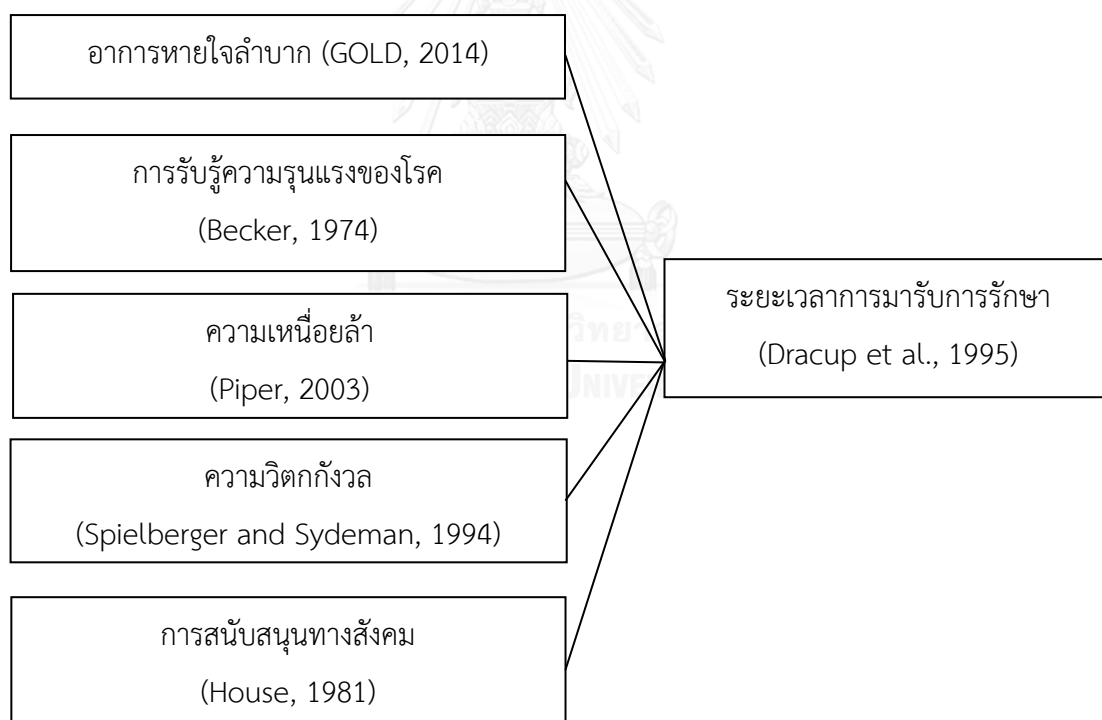 อาการหายใจลำบาก (GOLD, 2014)
การรับรู้ความรุนแรงของโรค
(Becker, 1974)
ความเหนื่อยล้า
(Piper, 2003)
ความวิตกกังวล
(Spielberger and Sydeman, 1994)
การสนับสนุนทางสังคม
(House, 1981)
ระยะเวลาการมารับการรักษา
(Dracup et al., 1995)